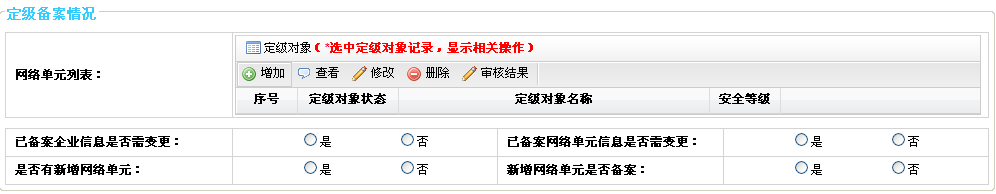 定级备案情况
定级对象（*选中定级对象记录，显示相关操作）
网络单元列表：
增加 查看 修改 删除 审核结果
序号 定级对象状态 定级对象名称 安全等级
已备案企业信息是否需变更： 是 否 已备案网络单元信息是否需变更： 是 否
是否有新增网络单元： 是 否 新增网络单元是否备案： 是 否